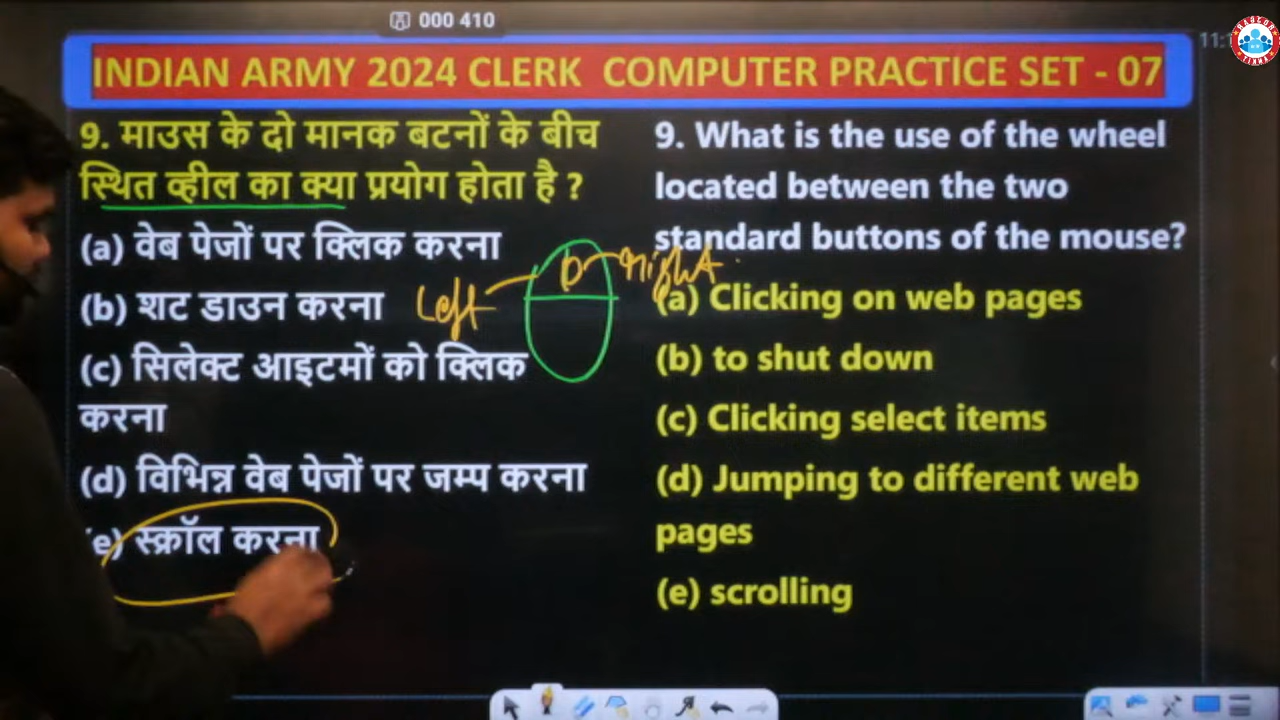 000 410
11:1
INDIAN ARMY 2024 CLERK COMPUTER PRACTICE SET - 07
9. माउस के दो मानक बटनों के बीच
स्थित व्हील का क्या प्रयोग होता है ?
(a) वेब पेजों पर क्लिक करना
(b) शट डाउन करना
(c) सिलेक्ट आइटमों को क्लिक
करना
(d) विभिन्न वेब पेजों पर जम्प करना
(e) स्क्रॉल करना
Left
Right
9. What is the use of the wheel
located between the two
standard buttons of the mouse?
(a) Clicking on web pages
(b) to shut down
(c) Clicking select items
(d) Jumping to different web
pages
(e) scrolling